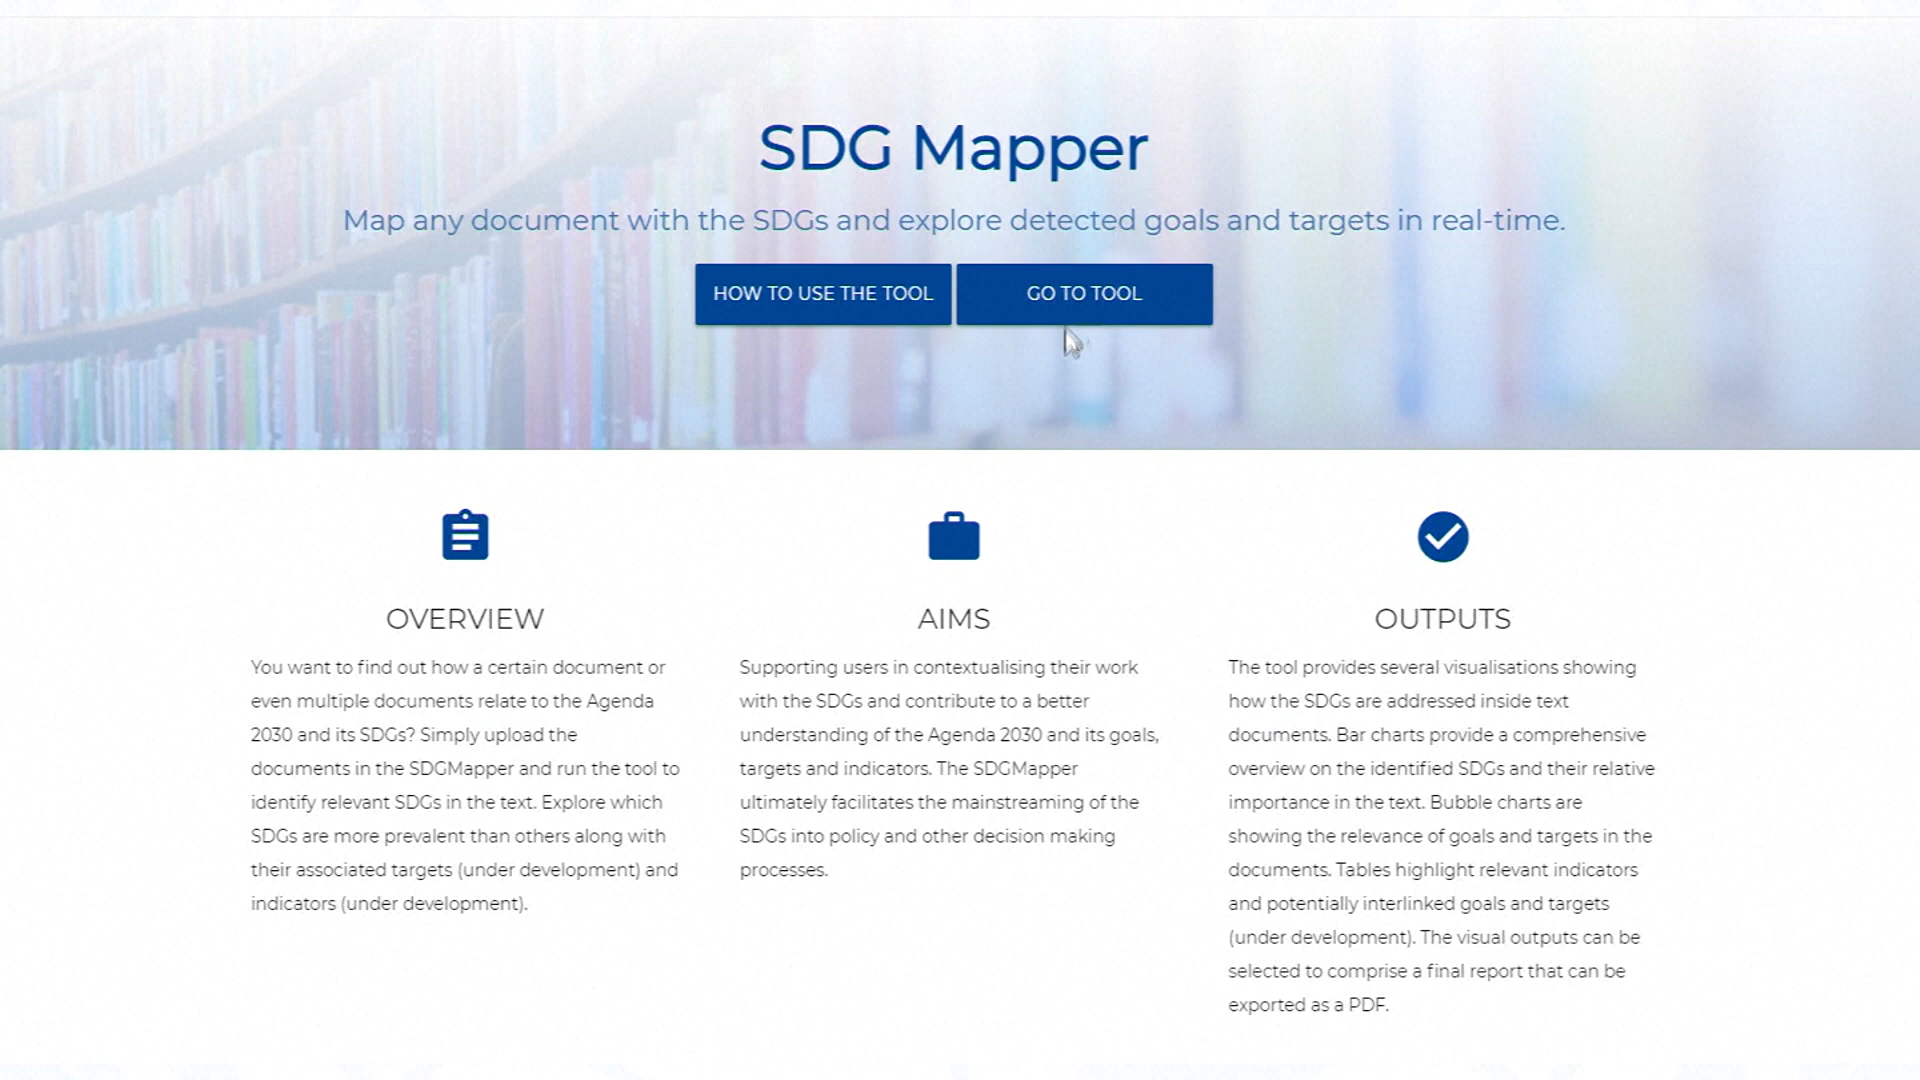 SDG Mapper
Map any document with the SDGs and explore detected goals and targets in real-time.
HOW TO USE THE TOOL
GO TO TOOL
OVERVIEW
You want to find out how a certain document or
even multiple documents relate to the Agenda
2030 and its SDGs? Simply upload the
documents in the SDGMapper and run the tool to
identify relevant SDGs in the text. Explore which
SDGs are more prevalent than others along with
their associated targets (under development) and
indicators (under development).
AIMS
Supporting users in contextualising their work
with the SDGs and contribute to a better
understanding of the Agenda 2030 and its goals,
targets and indicators. The SDGMapper
ultimately facilitates the mainstreaming of the
SDGs into policy and other decision making
processes.
OUTPUTS
The tool provides several visualisations showing
how the SDGs are addressed inside text
documents. Bar charts provide a comprehensive
overview on the identified SDGs and their relative
importance in the text. Bubble charts are
showing the relevance of goals and targets in the
documents. Tables highlight relevant indicators
and potentially interlinked goals and targets
(under development). The visual outputs can be
selected to comprise a final report that can be
exported as a PDF.